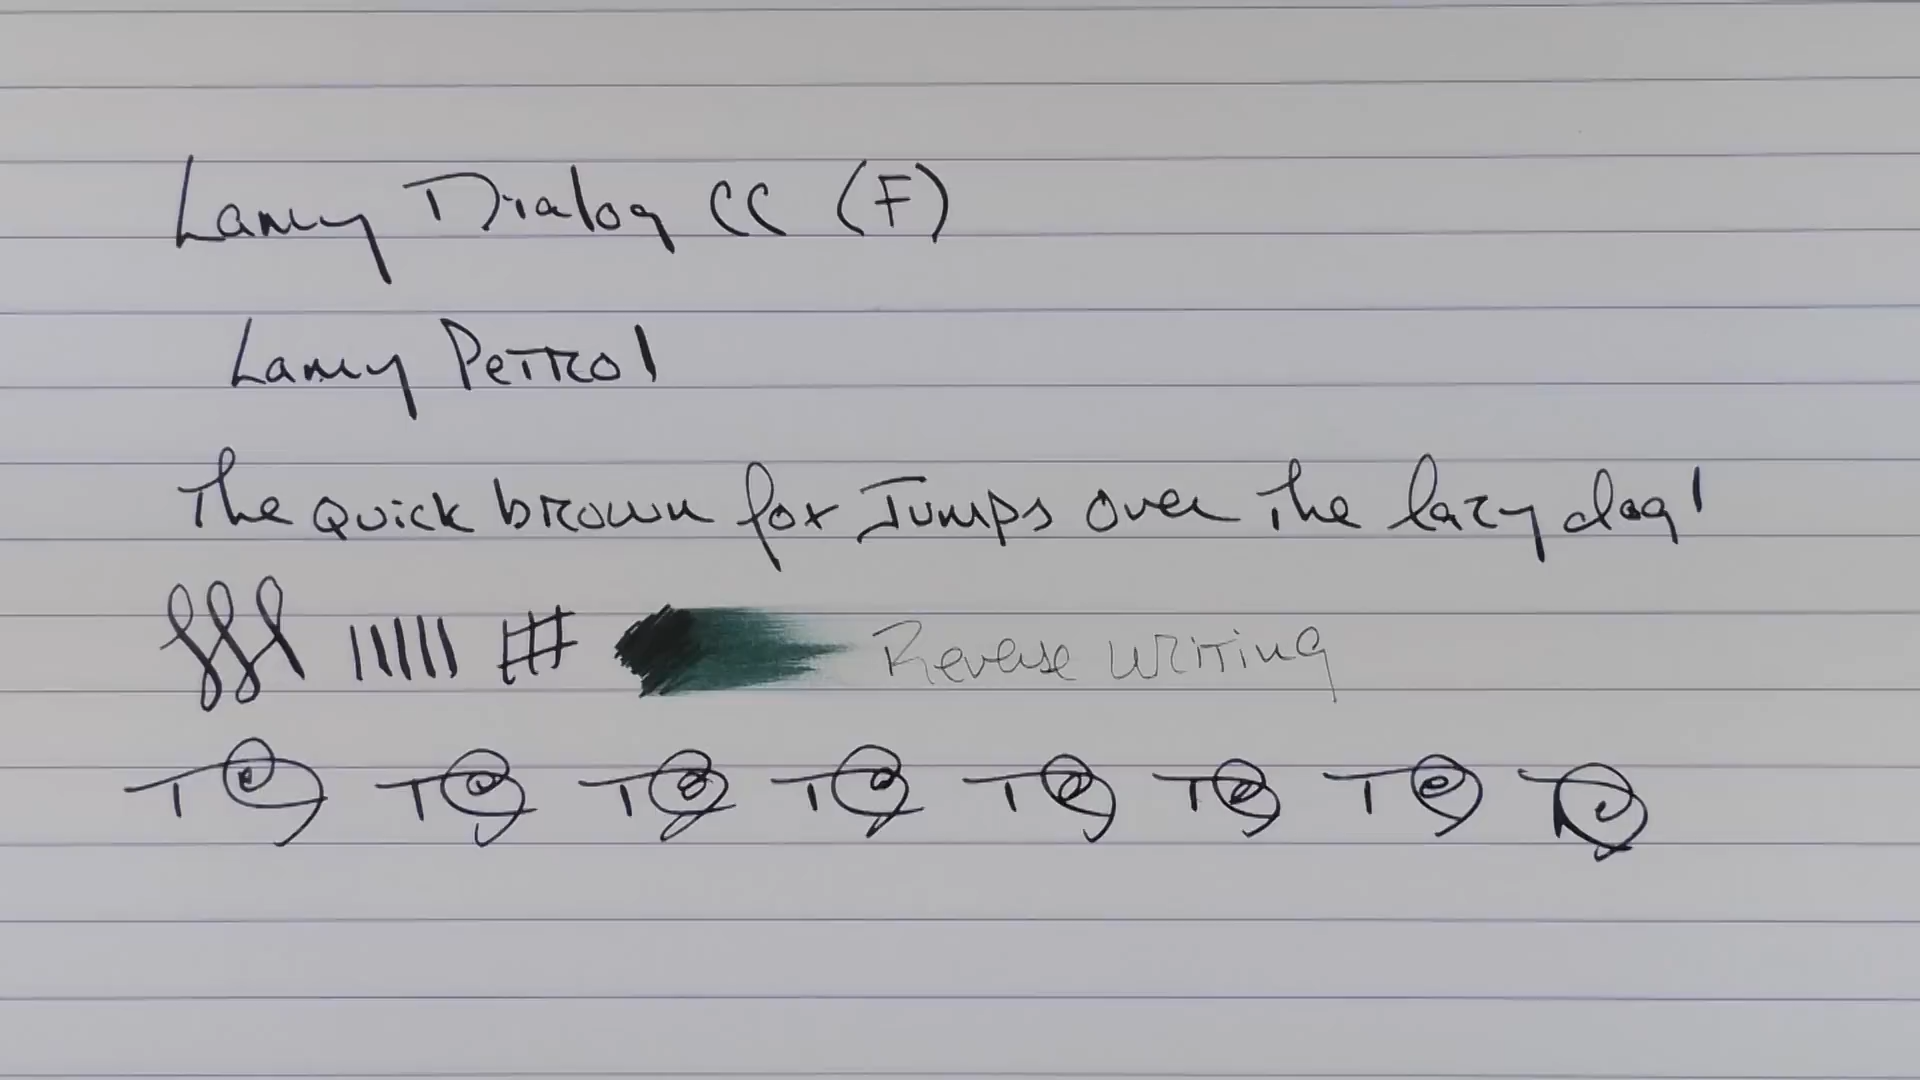 Lamy Dialog CC (F)
Lamy Petrol
The quick brown fox Jumps over the lazy dog!
Reverse writing